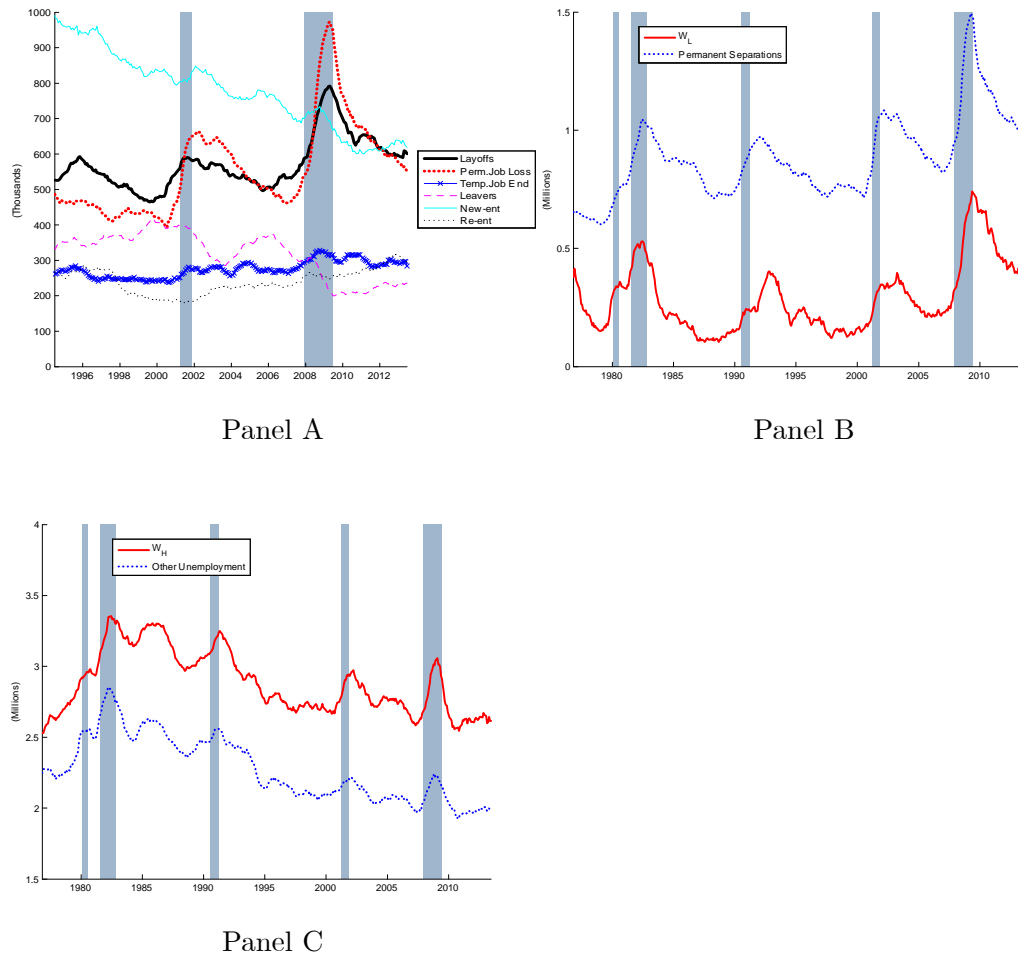 1000
900
800
700
600
500
400
300
200
100
0
(Thousands)
1996 1998 2000 2002 2004 2006 2008 2010 2012
Layoffs
Perm.Job Loss
Temp.Job End
Leavers
New-ent
Re-ent
Panel A
1.5
1
0.5
0
(Millions)
1980 1985 1990 1995 2000 2005 2010
W_L
Permanent Separations
Panel B
4
3.5
3
2.5
2
1.5
(Millions)
1980 1985 1990 1995 2000 2005 2010
W_H
Other Unemployment
Panel C